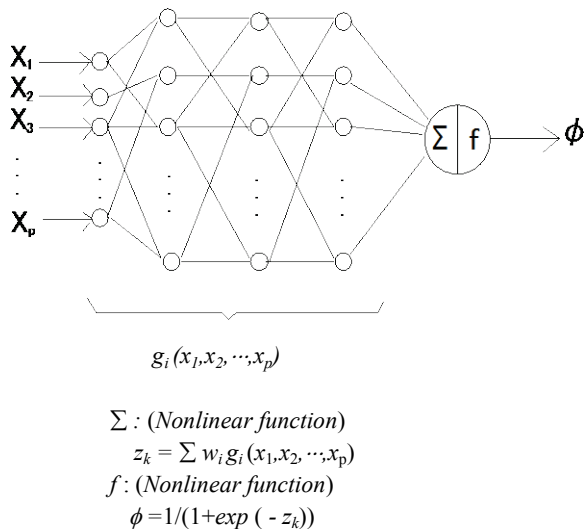 X₁
X₂
X₃
Xₚ
Σ f ϕ
gᵢ(x₁,x₂,⋯,xₚ)
Σ : (Nonlinear function)
zₖ = ∑ wᵢ gᵢ (x₁,x₂,⋯,xₚ)
f : (Nonlinear function)
ϕ =1/(1+exp ( - zₖ))